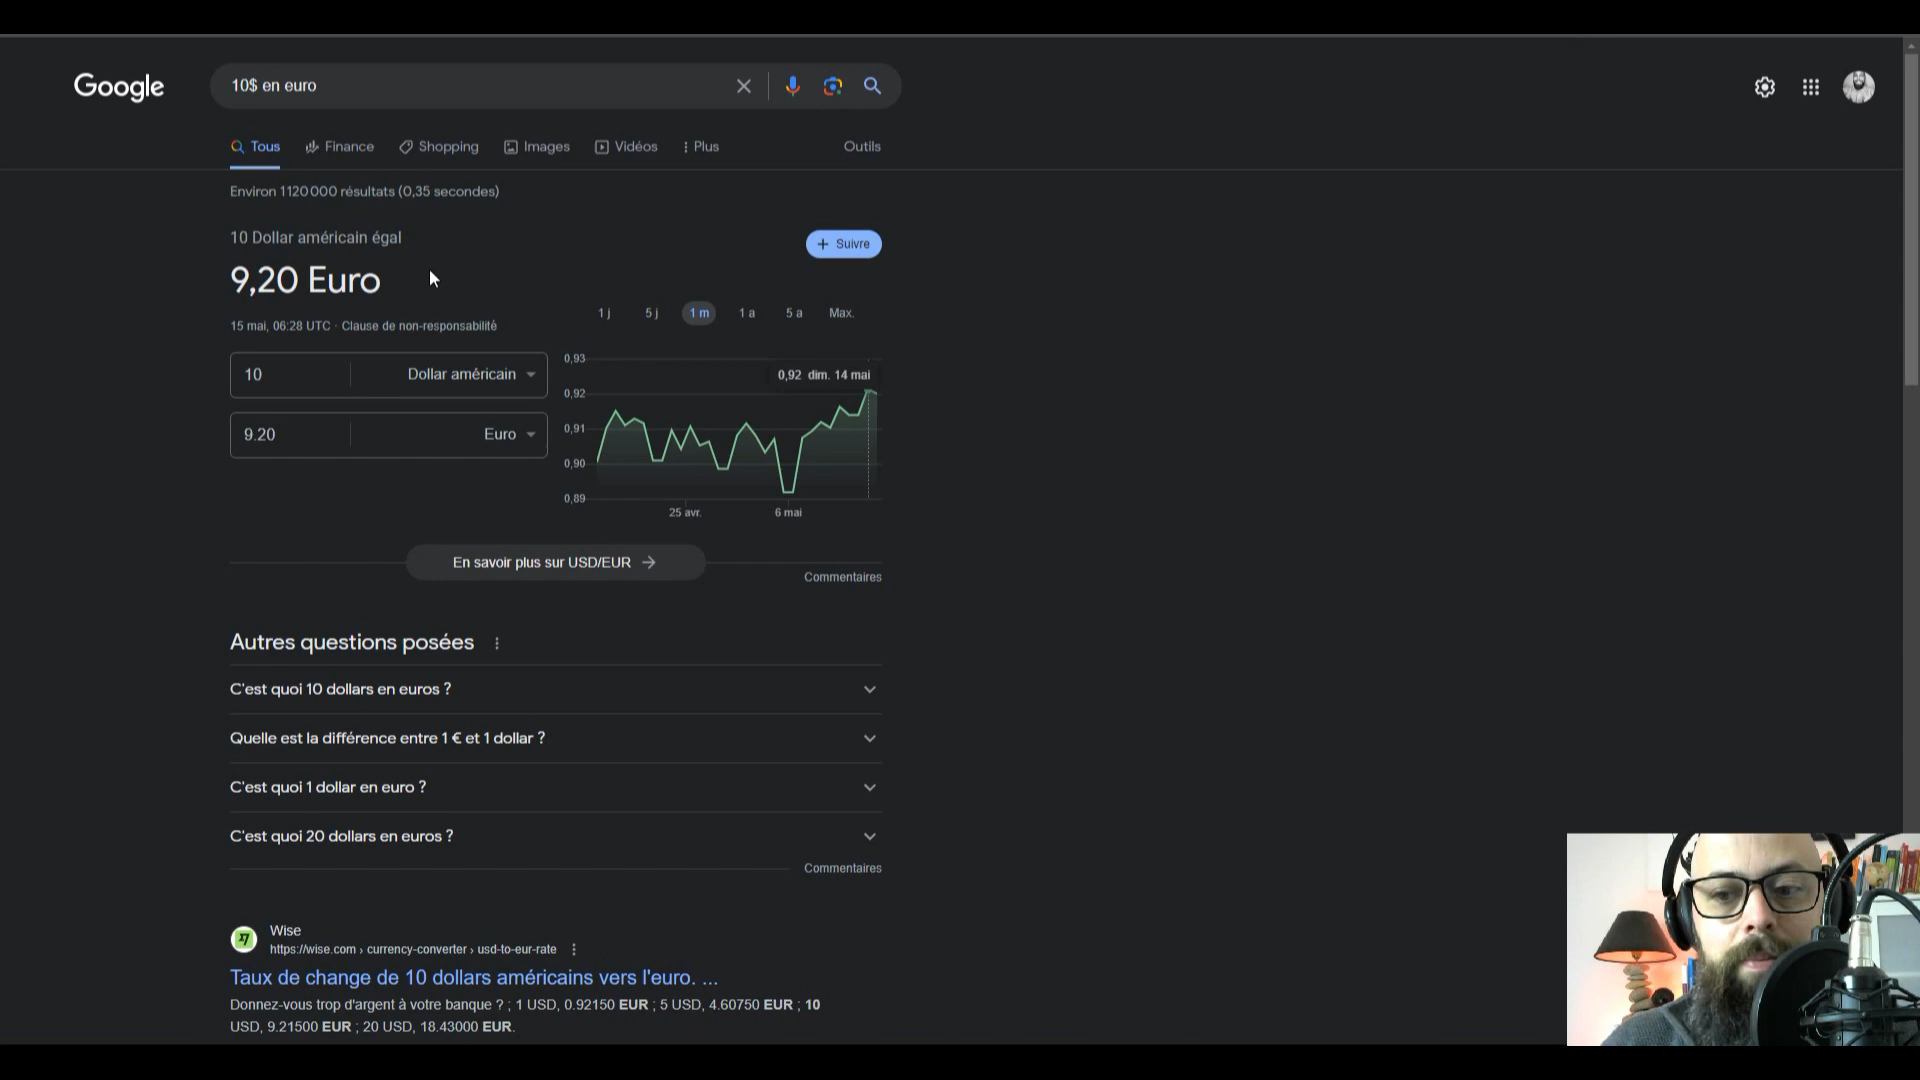 Google
10$ en euro
Tous Finance Shopping Images Vidéos Plus Outils
Environ 1 120 000 résultats (0,35 secondes)
10 Dollar américain égal
Suivre
9,20 Euro
1 j 5 j 1 m 1 a 5 a Max.
15 mai, 06:28 UTC · Clause de non-responsabilité
10 Dollar américain
9.20 Euro
0,93
0,92 dim. 14 mai
0,92
0,91
0,90
0,89
25 avr. 6 mai
En savoir plus sur USD/EUR
Commentaires
Autres questions posées
C'est quoi 10 dollars en euros ?
Quelle est la différence entre 1 € et 1 dollar ?
C'est quoi 1 dollar en euro ?
C'est quoi 20 dollars en euros ?
Commentaires
Wise
https://wise.com › currency-converter › usd-to-eur-rate
Taux de change de 10 dollars américains vers l'euro. ...
Donnez-vous trop d'argent à votre banque ? ; 1 USD, 0.92150 EUR ; 5 USD, 4.60750 EUR ; 10
USD, 9.21500 EUR ; 20 USD, 18.43000 EUR.